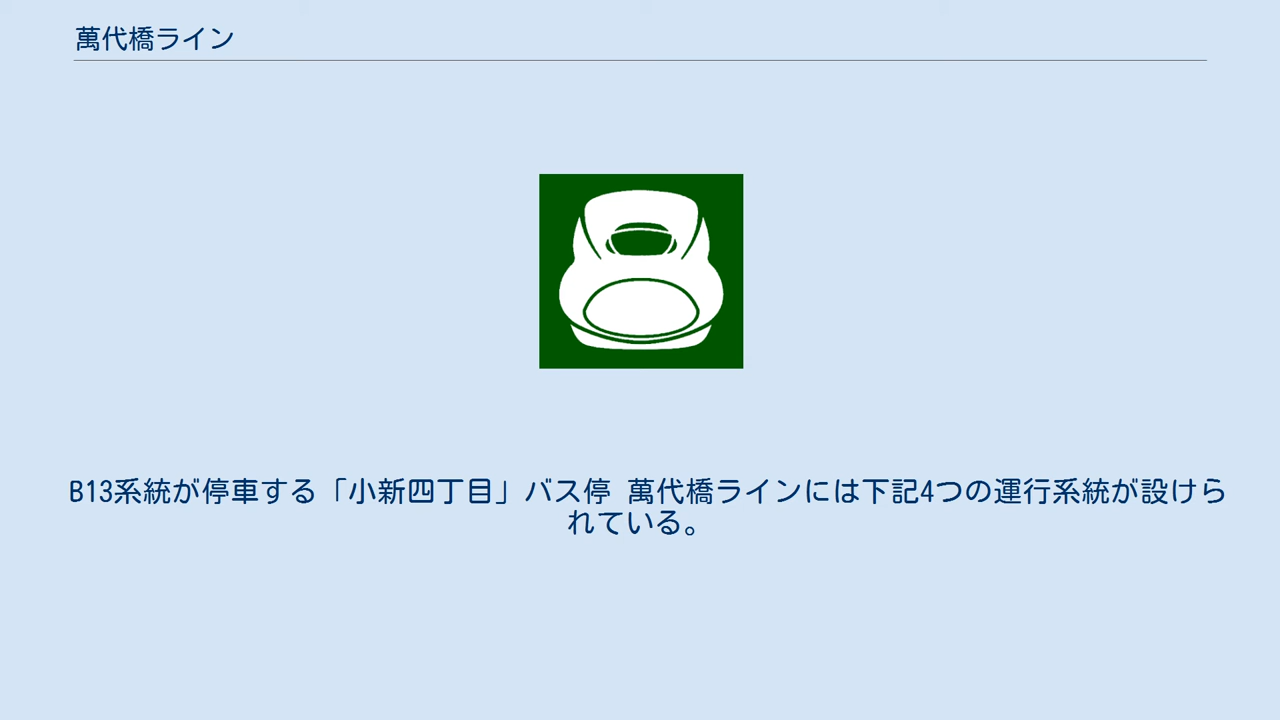 萬代橋ライン
B13系統が停車する「小新四丁目」バス停 萬代橋ラインには下記4つの運行系統が設けら
れている。